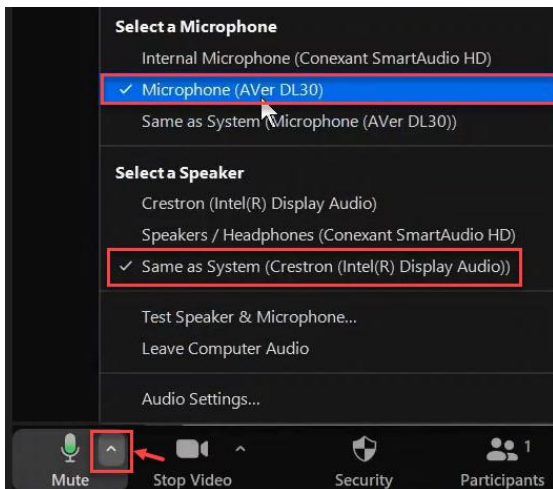 Select a Microphone
Internal Microphone (Conexant SmartAudio HD)
Microphone (AVer DL30)
Same as System (Microphone (AVer DL30))
Select a Speaker
Crestron (Intel(R) Display Audio)
Speakers / Headphones (Conexant SmartAudio HD)
Same as System (Crestron (Intel(R) Display Audio))
Test Speaker & Microphone...
Leave Computer Audio
Audio Settings...
1
Mute Stop Video Security Participants